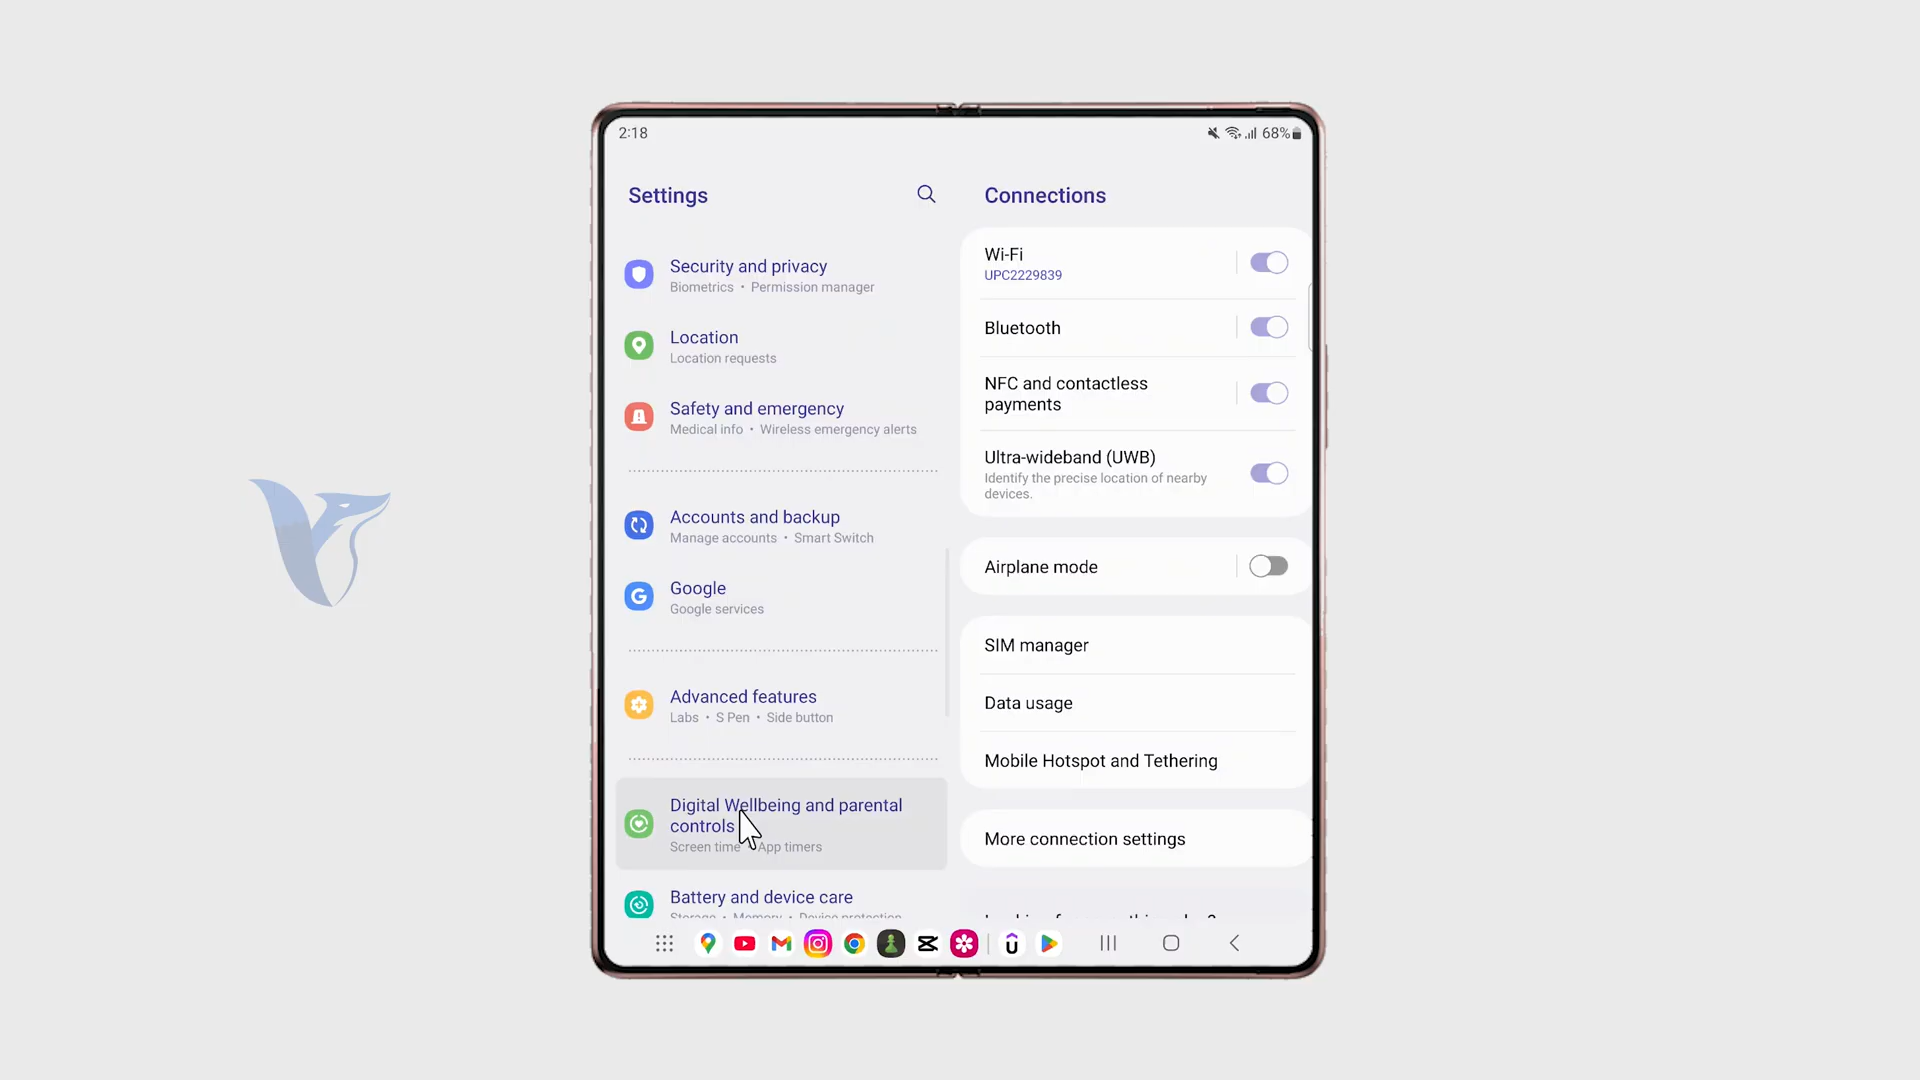 2:18
68%
Settings
Security and privacy
Biometrics • Permission manager
Location
Location requests
Safety and emergency
Medical info • Wireless emergency alerts
Accounts and backup
Manage accounts • Smart Switch
Google
Google services
Advanced features
Labs • S Pen • Side button
Digital Wellbeing and parental
controls
Screen time • App timers
Battery and device care
Storage • Memory • Device protection
Connections
Wi-Fi
UPC2229839
Bluetooth
NFC and contactless
payments
Ultra-wideband (UWB)
Identify the precise location of nearby
devices.
Airplane mode
SIM manager
Data usage
Mobile Hotspot and Tethering
More connection settings